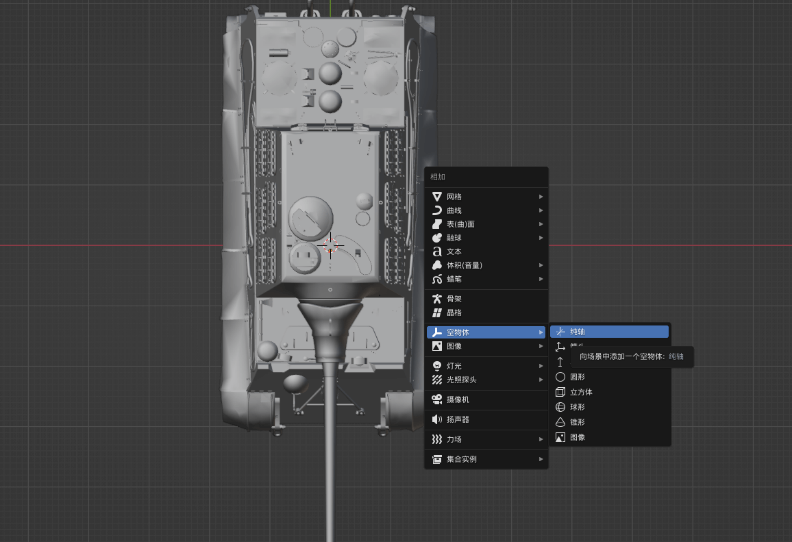 相加
网格
曲线
表(曲)面
融球
文本
体积(音量)
蜡笔
骨架
晶格
空物体
图像
灯光
光照探头
摄像机
扬声器
力场
集合实例
纯轴
向场景中添加一个空物体: 纯轴
圆形
立方体
球形
锥形
图像